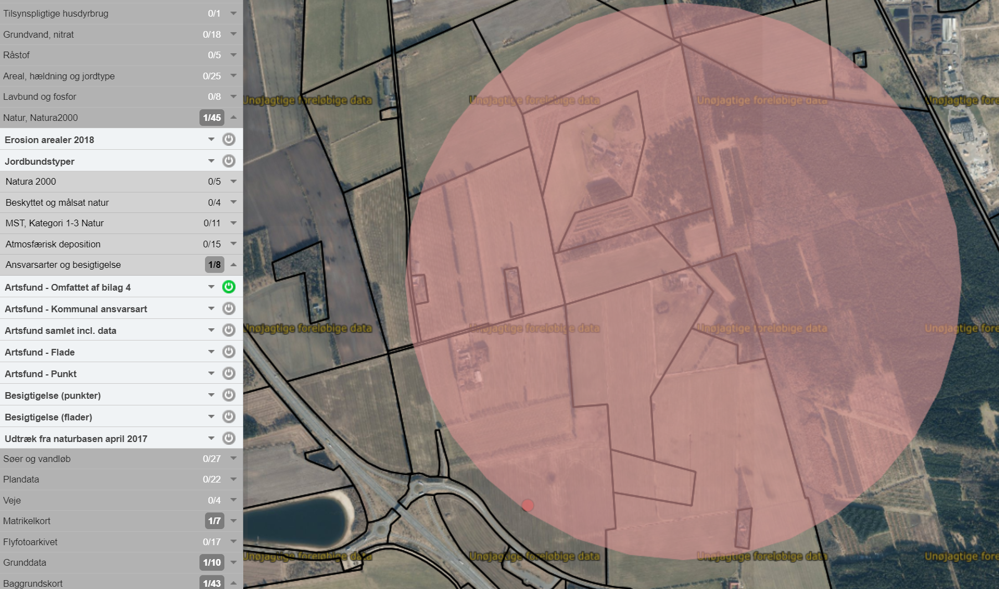 Tilsynspligtige husdyrbrug 0/1
Grundvand, nitrat 0/18
Råstof 0/5
Areal, hældning og jordtype 0/25
Lavbund og fosfor 0/8
Natur, Natura2000 1/45
Erosion arealer 2018
Jordbundstyper
Natura 2000 0/5
Beskyttet og målsat natur 0/4
MST, Kategori 1-3 Natur 0/11
Atmosfærisk deposition 0/15
Ansvarsarter og besigtigelse 1/8
Artsfund - Omfattet af bilag 4
Artsfund - Kommunal ansvarsart
Artsfund samlet incl. data
Artsfund - Flade
Artsfund - Punkt
Besigtigelse (punkter)
Besigtigelse (flader)
Udtræk fra naturbasen april 2017
Søer og vandløb 0/27
Plandata 0/22
Veje 0/4
Matrikelkort 1/7
Flyfotoarkivet 0/17
Grunddata 1/10
Baggrundskort 1/43
Unøjagtige foreløbige data Unøjagtige foreløbige data Unøjagtige foreløbige data Unøjagtige fore
Unøjagtige foreløbige data Unøjagtige foreløbige data Unøjagtige foreløbige data Unøjagtige fore
Unøjagtige foreløbige data Unøjagtige foreløbige data Unøjagtige foreløbige data Unøjagtige fore